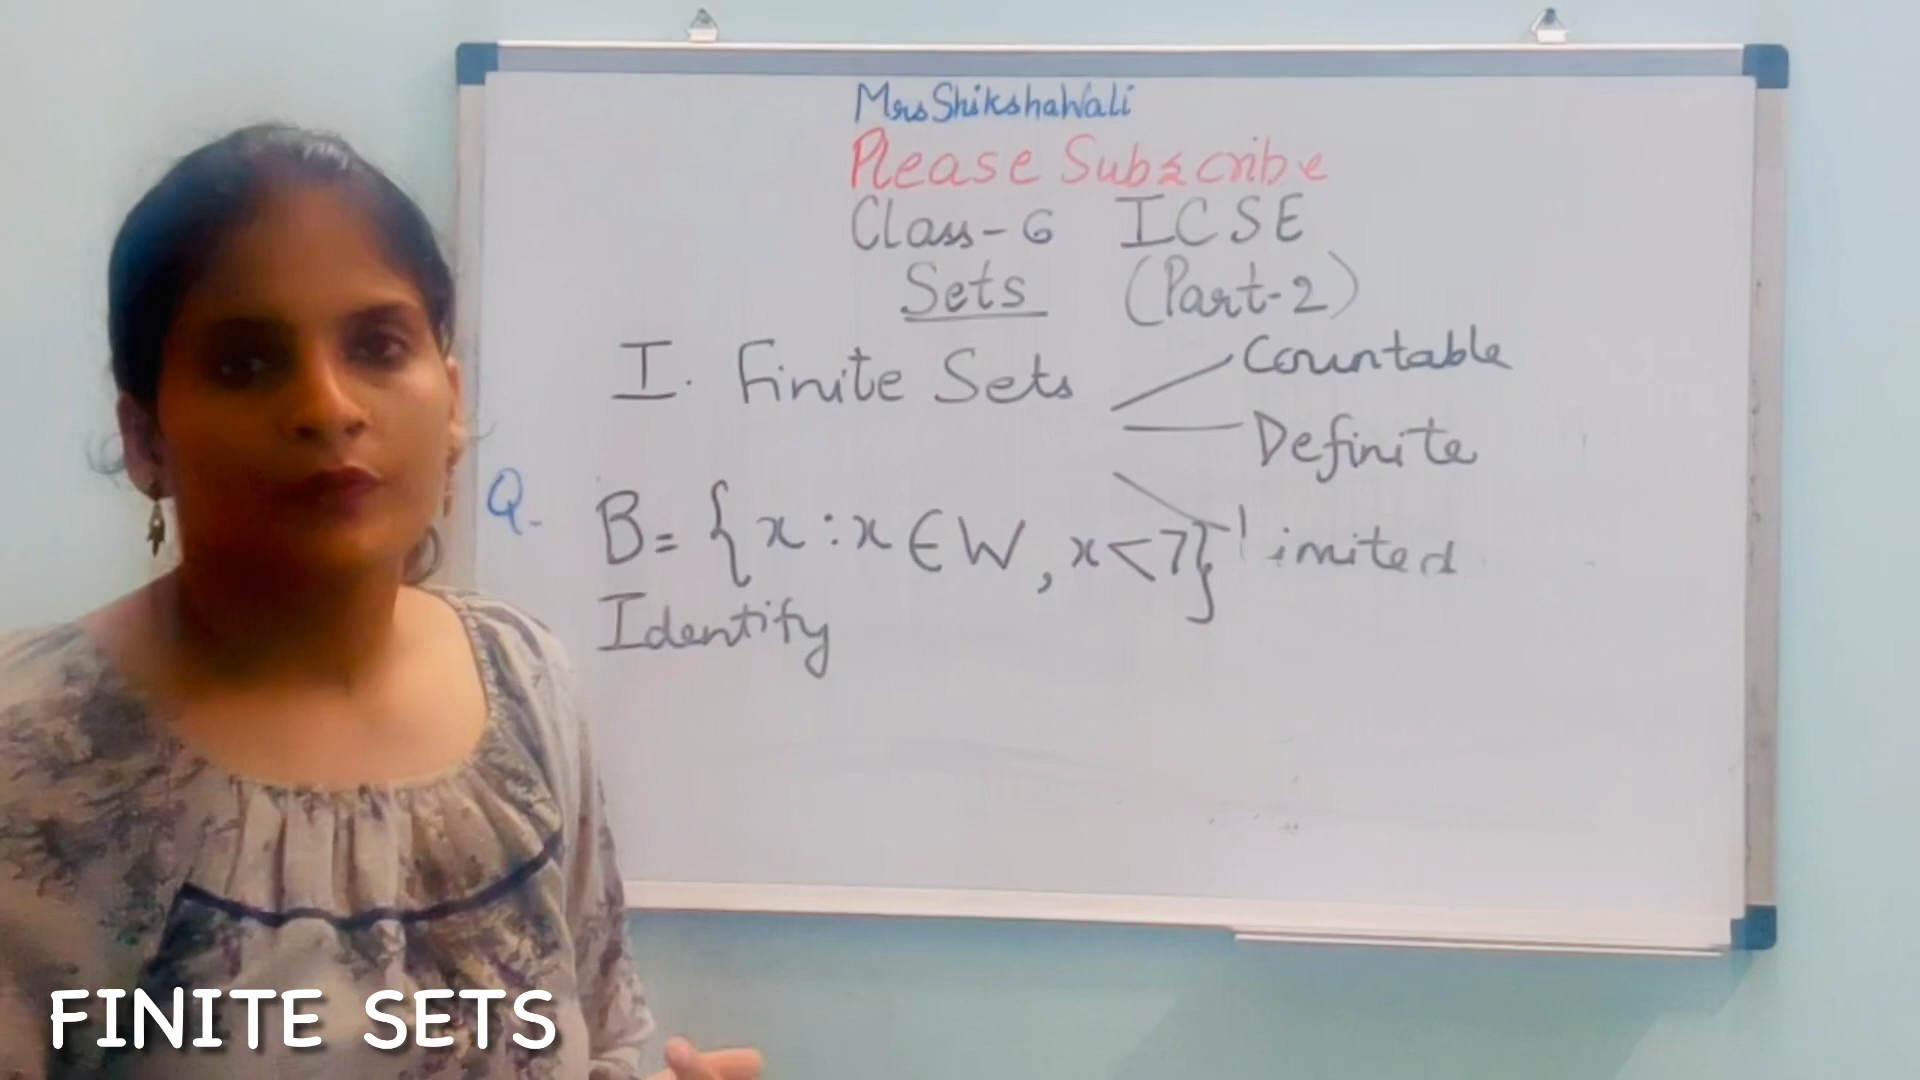 MrsShikshaWali
Please Subscribe
Class-6 ICSE
Sets (Part-2)
I. Finite Sets
Countable
Definite
limited
Q. B= {x:x∈W, x<7}
Identify
FINITE SETS